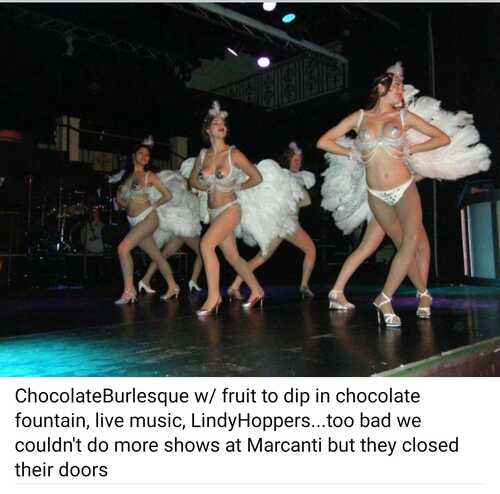 ChocolateBurlesque w/ fruit to dip in chocolate
fountain, live music, LindyHoppers...too bad we
couldn't do more shows at Marcanti but they closed
their doors